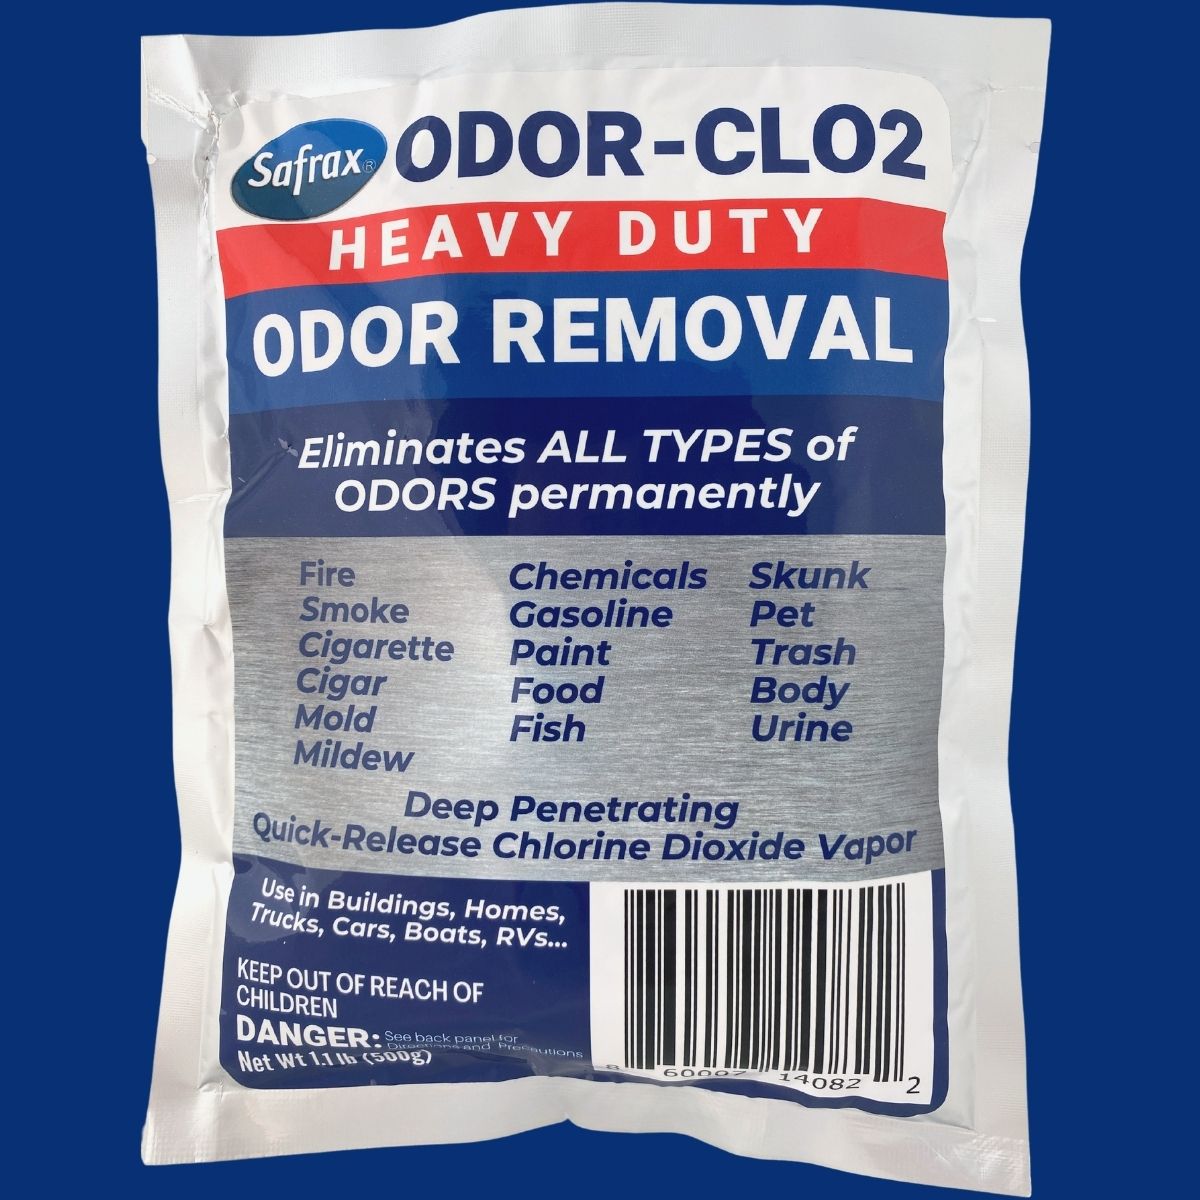 Safrax®
ODOR-CLO2
HEAVY DUTY
ODOR REMOVAL
Eliminates ALL TYPES of
ODORS permanently
Fire
Smoke
Cigarette
Cigar
Mold
Mildew
Chemicals
Gasoline
Paint
Food
Fish
Skunk
Pet
Trash
Body
Urine
Deep Penetrating
Quick-Release Chlorine Dioxide Vapor
Use in Buildings, Homes,
Trucks, Cars, Boats, RVs...
KEEP OUT OF REACH OF
CHILDREN
DANGER: See back panel for
Directions and Precautions
Net Wt 1.1 lb (500g)
8 60007 14082 2